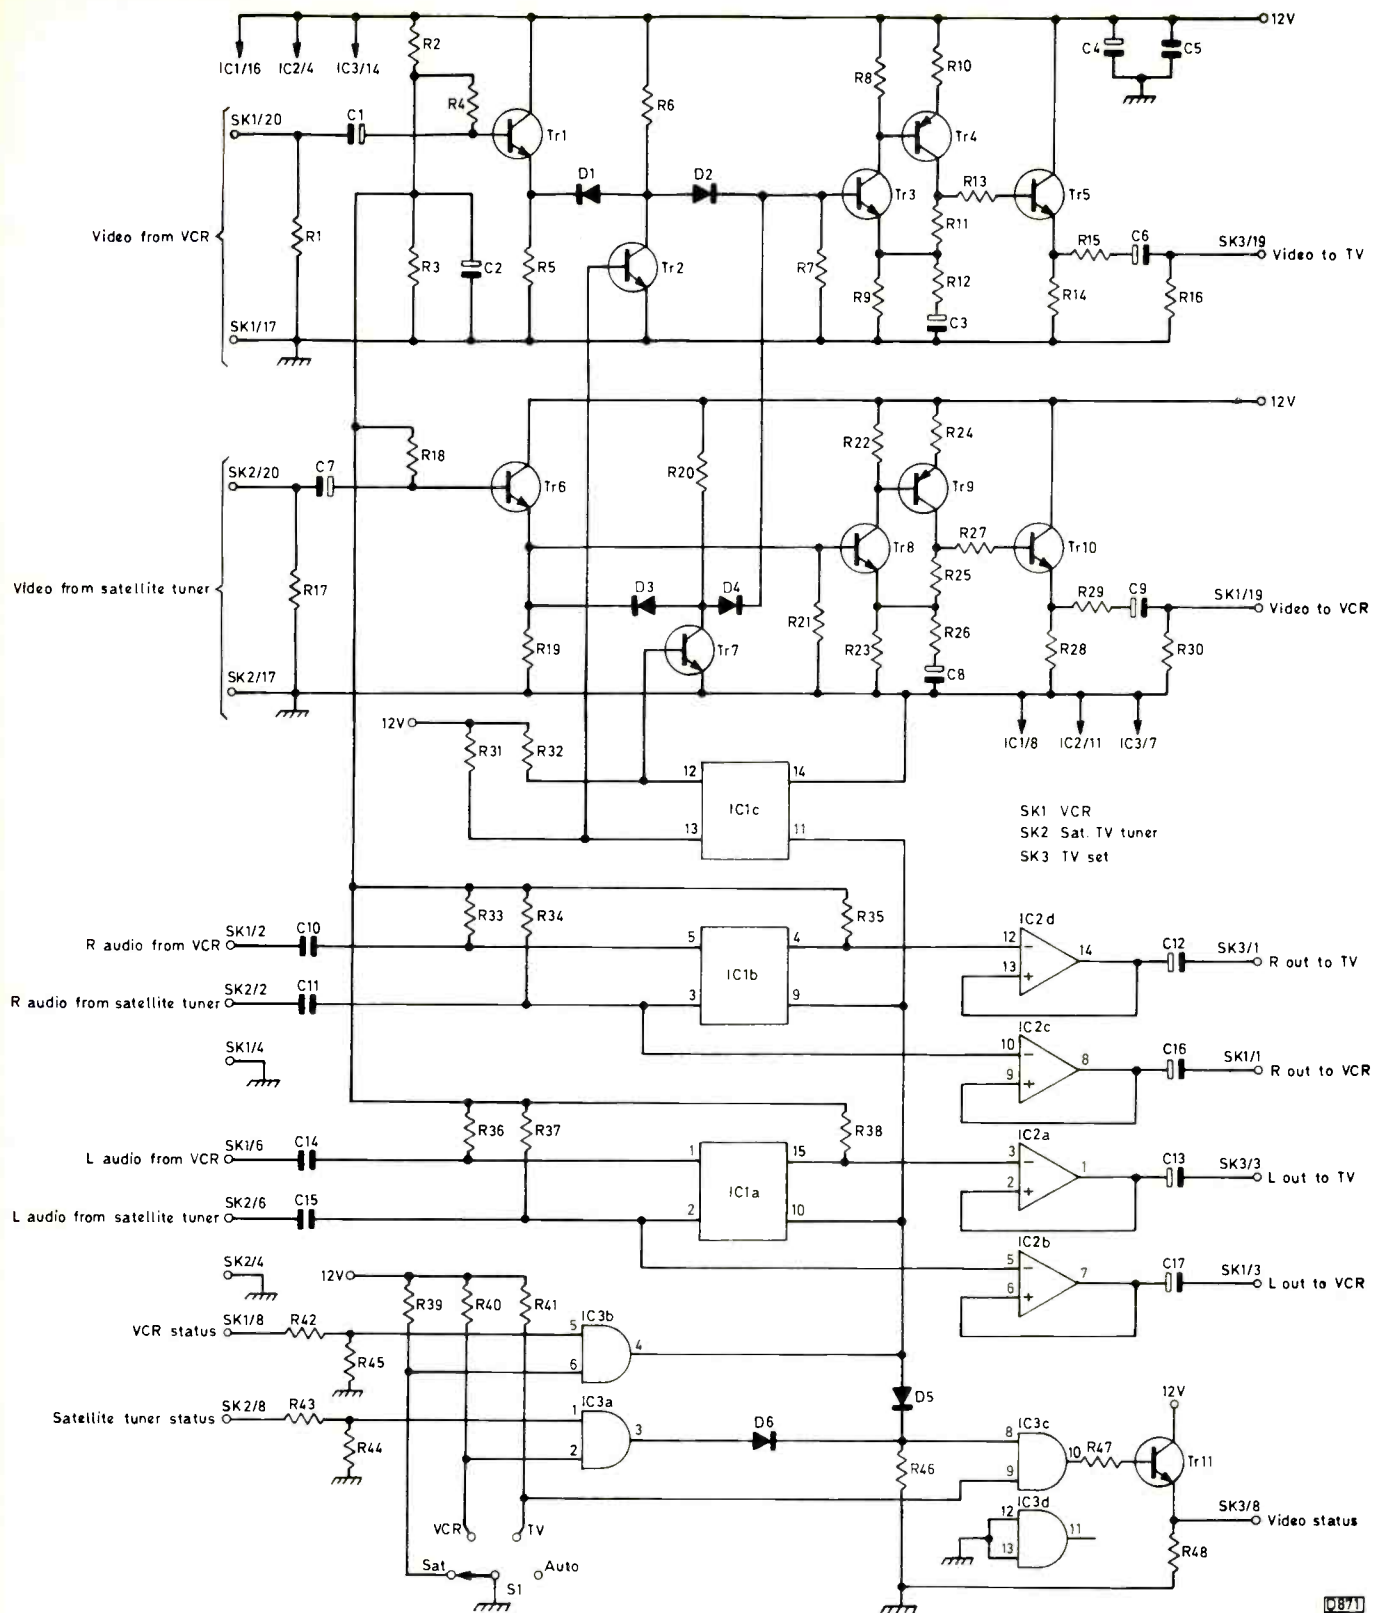 12V
IC1/16 IC2/4 IC3/14
R2
R4
C1
SK1/20
Tr1
R6
R8
R10
Tr4
C4
C5
D1
D2
Tr3
R13
Tr5
R11
Video from VCR
R1
R3
C2
R5
Tr2
R7
R9
R12
C3
R15
C6
SK3/19
Video to TV
R14
R16
SK1/17
12V
R18
SK2/20
C7
Tr6
R20
R22
R24
Tr9
Tr8
R27
Tr10
R25
Video from satellite tuner
R17
D3
D4
R19
Tr7
R21
R23
R26
C8
R29
C9
SK1/19
Video to VCR
R28
R30
SK2/17
IC1/8 IC2/11 IC3/7
12V
R31
R32
12
14
IC1c
13
11
SK1 VCR
SK2 Sat. TV tuner
SK3 TV set
R33
R34
R35
R audio from VCR
SK1/2
C10
5
4
IC1b
3
9
IC2d
12
−
13
+
14
C12
SK3/1
R out to TV
R audio from satellite tuner
SK2/2
C11
SK1/4
IC2c
10
−
9
+
8
C16
SK1/1
R out to VCR
R36
R37
R38
L audio from VCR
SK1/6
C14
1
15
IC1a
2
10
IC2a
3
−
2
+
1
C13
SK3/3
L out to TV
L audio from satellite tuner
SK2/6
C15
SK2/4
IC2b
5
−
6
+
7
C17
SK1/3
L out to VCR
12V
R39
R40
R41
VCR status
SK1/8
R42
R45
IC3b
5
6
4
Satellite tuner status
SK2/8
R43
R44
IC3a
1
2
3
D6
D5
R46
IC3c
8
9
10
R47
12V
Tr11
IC3d
12
13
11
SK3/8
Video status
R48
VCR
TV
Sat
Auto
S1
D871